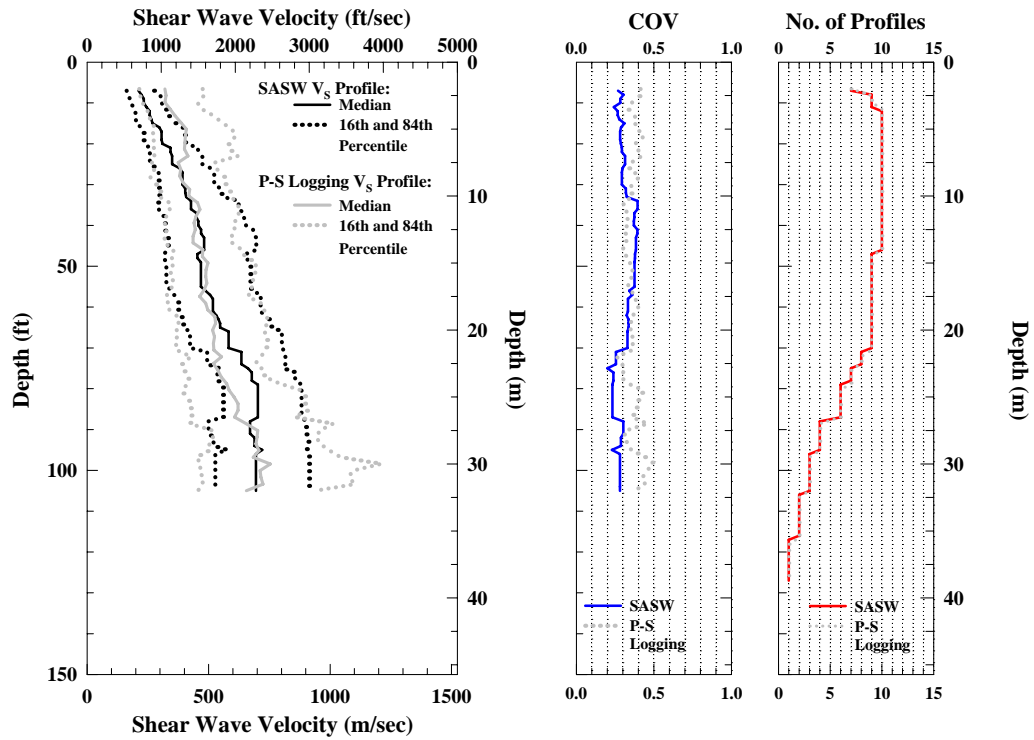 Shear Wave Velocity (ft/sec)
0 1000 2000 3000 4000 5000
COV
0.0 0.5 1.0
No. of Profiles
0 5 10 15
SASW VS Profile:
Median
16th and 84th
Percentile
P-S Logging VS Profile:
Median
16th and 84th
Percentile
Depth (ft)
0
50
100
150
Depth (m)
0
10
20
30
40
0 500 1000 1500
Shear Wave Velocity (m/sec)
SASW
P-S
Logging
0.0 0.5 1.0
SASW
P-S
Logging
0 5 10 15
Depth (m)
0
10
20
30
40